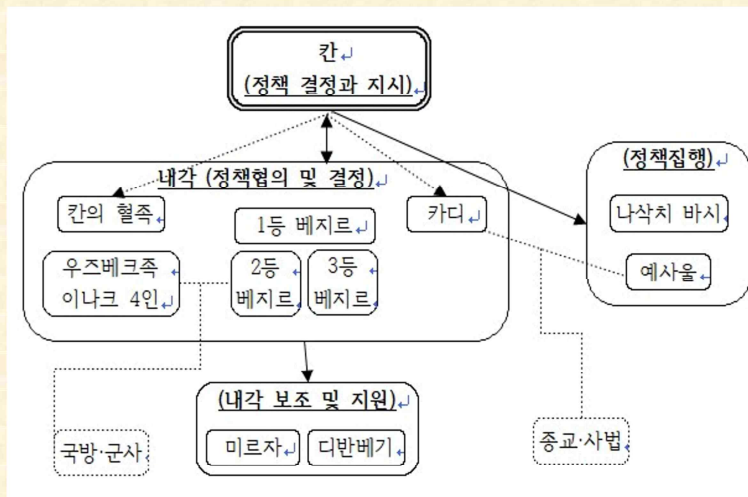 칸
(정책 결정과 지시)
내각 (정책협의 및 결정)
칸의 혈족
1등 베지르
카디
우즈베크족
이나크 4인
2등
베지르
3등
베지르
(정책집행)
나삭치 바시
예사울
(내각 보조 및 지원)
미르자
디반베기
국방·군사
종교·사법